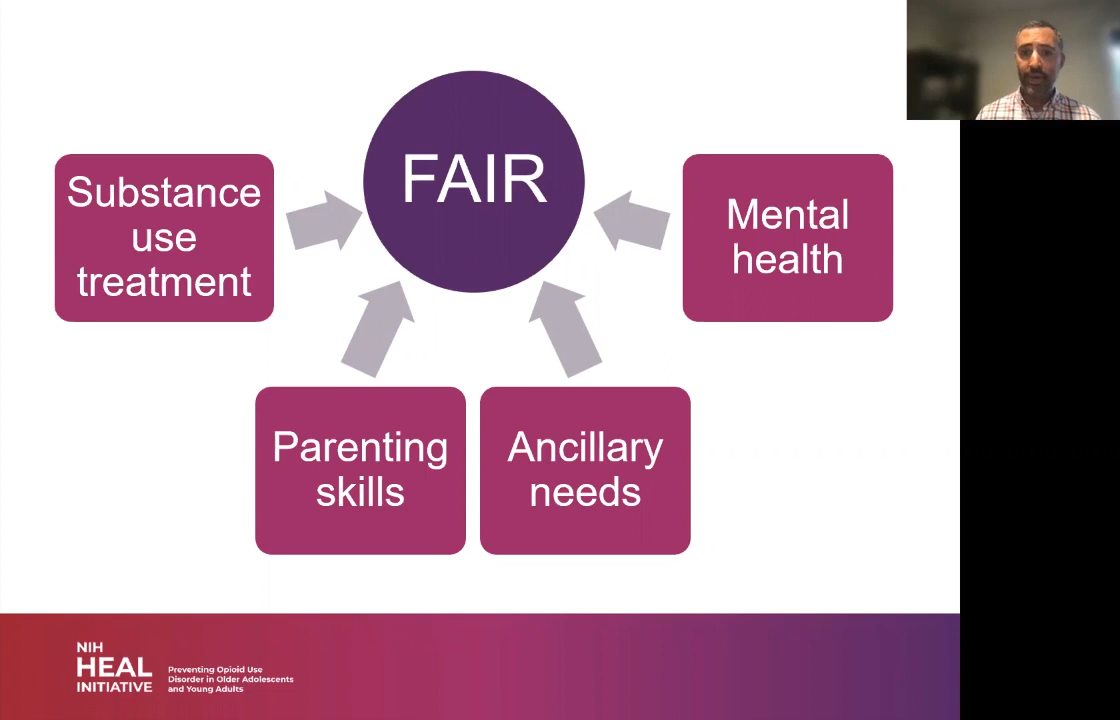 FAIR
Substance
use
treatment
Mental
health
Parenting
skills
Ancillary
needs
NIH
HEAL
INITIATIVE
Preventing Opioid Use
Disorder in Older Adolescents
and Young Adults